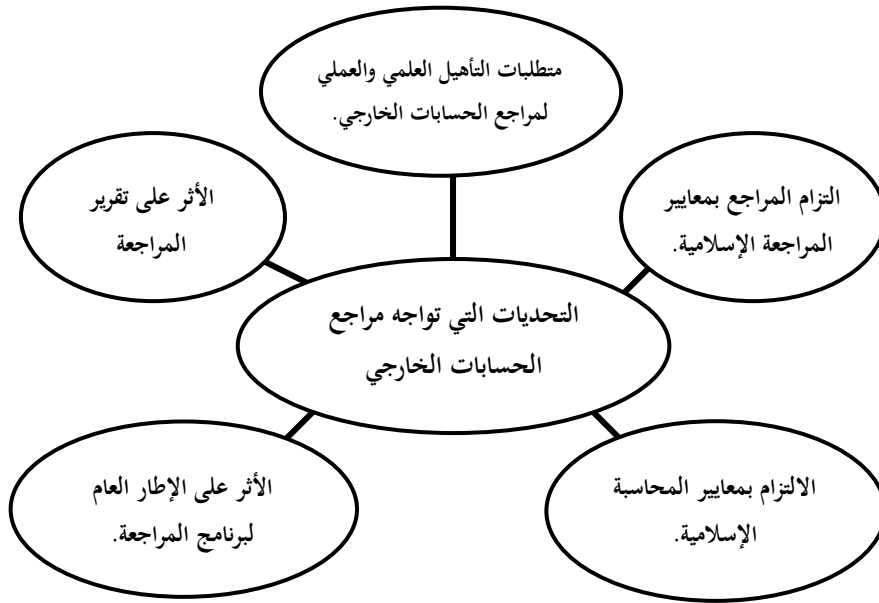 متطلبات التأهيل العلمي والعملي
لمراجع الحسابات الخارجي.
التزام المراجع بمعايير
المراجعة الإسلامية.
الأثر على تقرير
المراجعة
التحديات التي تواجه مراجع
الحسابات الخارجي
الالتزام بمعايير المحاسبة
الإسلامية.
الأثر على الإطار العام
لبرنامج المراجعة.